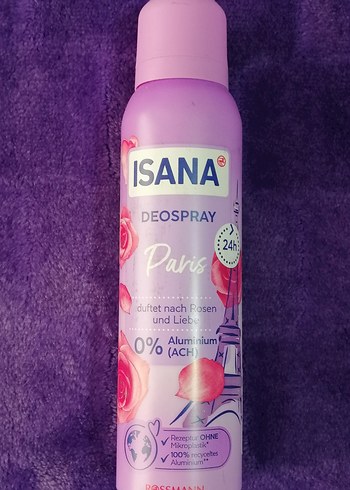 ISANA
DEOSPRAY
24h
Paris
duftet nach Rosen
und Liebe
0% Aluminium
(ACH)
Rezeptur OHNE
Mikroplastik*
100% recyceltes
Aluminium**
ROSSMANN